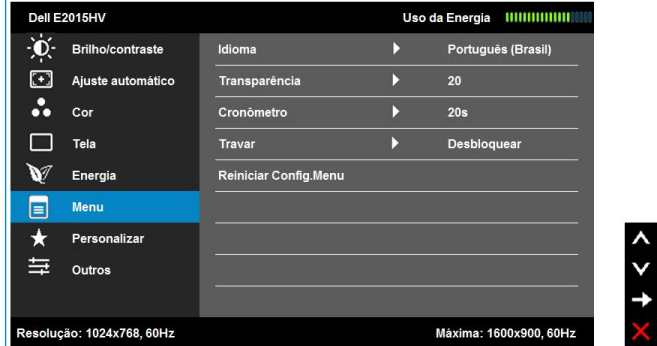 Dell E2015HV Uso da Energia
Brilho/contraste Idioma Português (Brasil)
Ajuste automático Transparência 20
Cor Cronômetro 20s
Tela Travar Desbloquear
Energia Reiniciar Config.Menu
Menu
Personalizar
Outros
Resolução: 1024x768, 60Hz Máxima: 1600x900, 60Hz